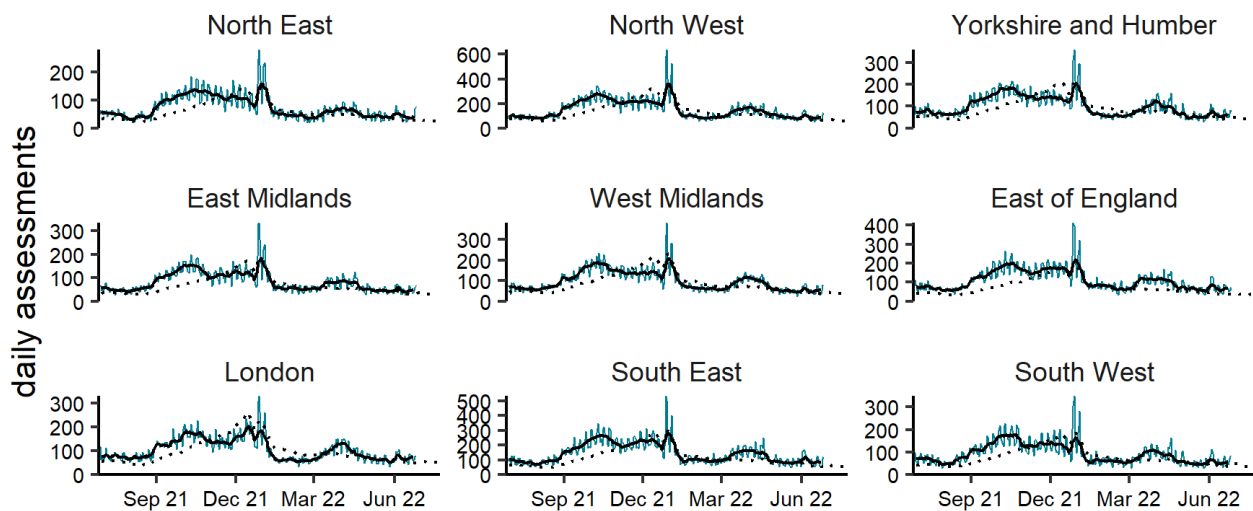 North East
North West
Yorkshire and Humber
200
100
0
600
400
200
0
300
200
100
0
daily assessments
East Midlands
West Midlands
East of England
300
200
100
0
300
200
100
0
400
300
200
100
0
London
South East
South West
300
200
100
0
500
400
300
200
100
0
300
200
100
0
Sep 21 Dec 21 Mar 22 Jun 22
Sep 21 Dec 21 Mar 22 Jun 22
Sep 21 Dec 21 Mar 22 Jun 22